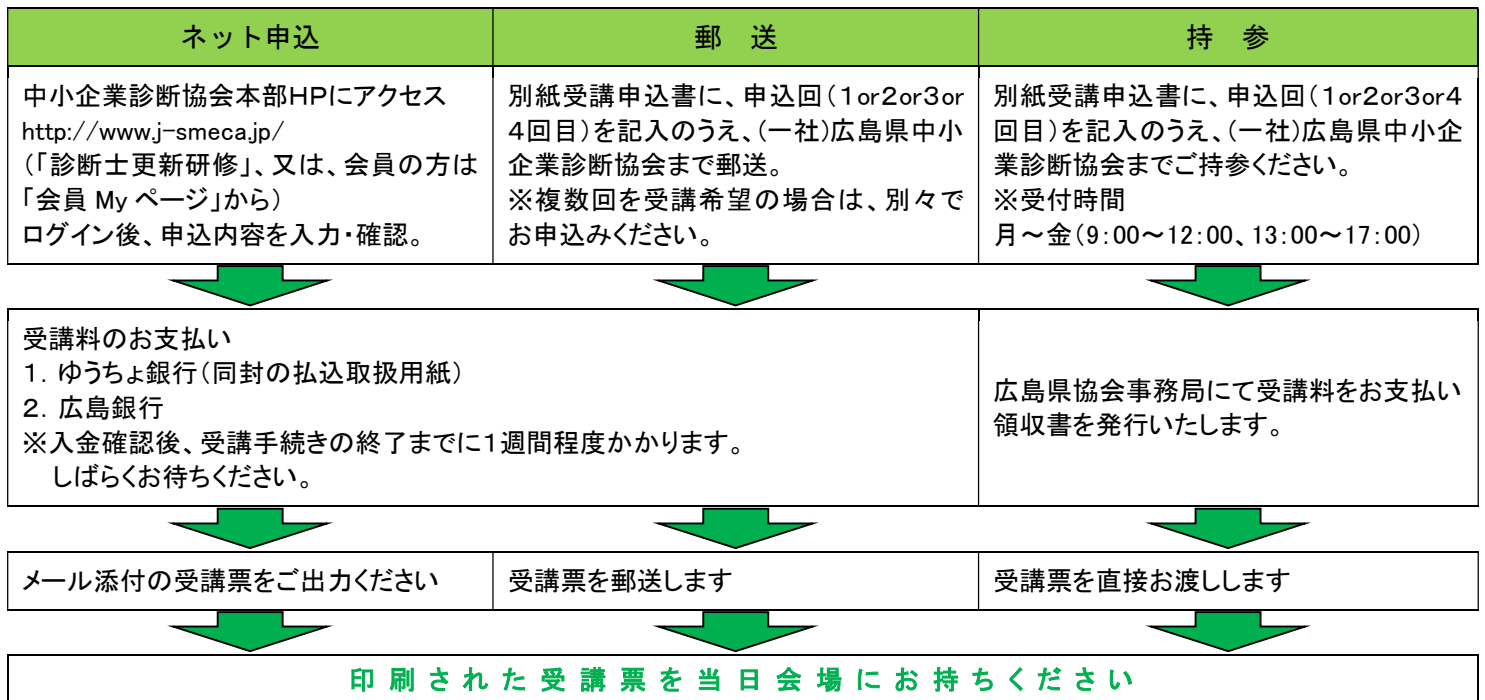 ネット申込
郵　送
持　参
中小企業診断協会本部HPにアクセス
http://www.j-smeca.jp/
(「診断士更新研修」、又は、会員の方は
「会員 My ページ」から)
ログイン後、申込内容を入力・確認。
別紙受講申込書に、申込回(1or2or3or
4回目)を記入のうえ、(一社)広島県中小
企業診断協会まで郵送。
※複数回を受講希望の場合は、別々で
お申込みください。
別紙受講申込書に、申込回(1or2or3or4
回目)を記入のうえ、(一社)広島県中小企
業診断協会までご持参ください。
※受付時間
月～金(9:00～12:00、13:00～17:00)
受講料のお支払い
1. ゆうちょ銀行(同封の払込取扱用紙)
2. 広島銀行
※入金確認後、受講手続きの終了までに1週間程度かかります。
しばらくお待ちください。
広島県協会事務局にて受講料をお支払い
領収書を発行いたします。
メール添付の受講票をご出力ください
受講票を郵送します
受講票を直接お渡しします
印刷された受講票を当日会場にお持ちください